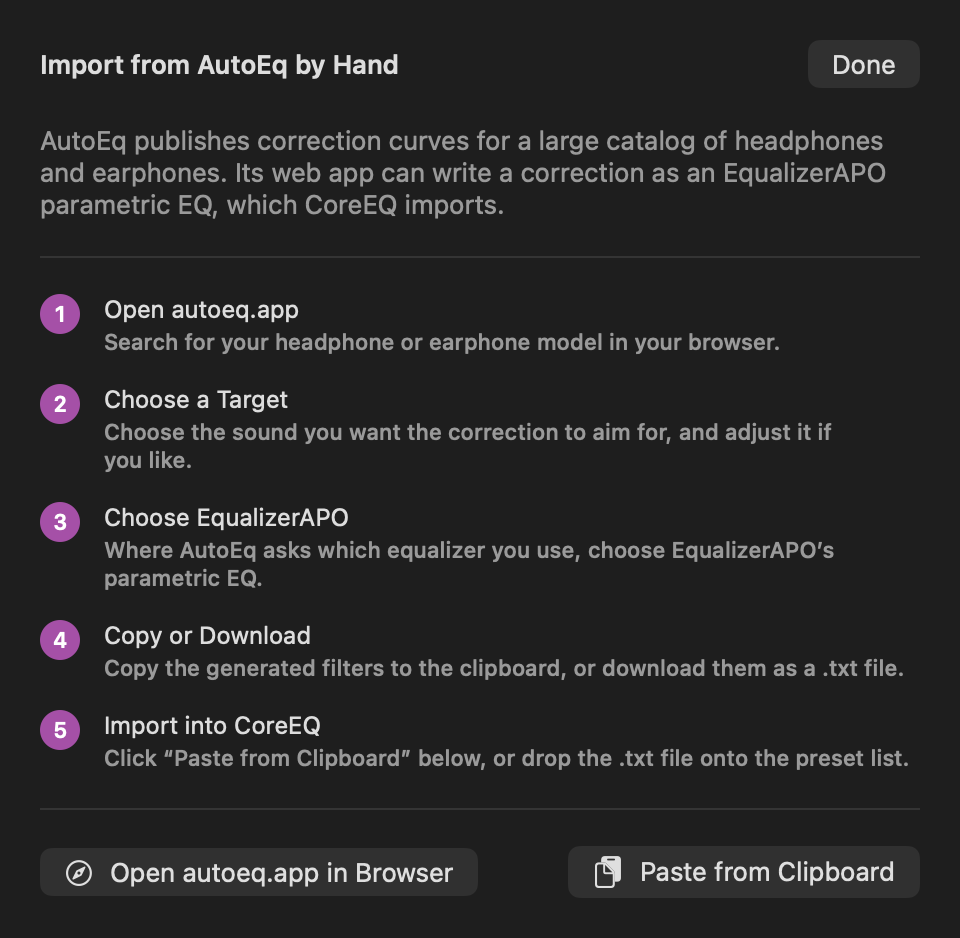 Import from AutoEq by Hand
Done
AutoEq publishes correction curves for a large catalog of headphones
and earphones. Its web app can write a correction as an EqualizerAPO
parametric EQ, which CoreEQ imports.
1
Open autoeq.app
Search for your headphone or earphone model in your browser.
2
Choose a Target
Choose the sound you want the correction to aim for, and adjust it if
you like.
3
Choose EqualizerAPO
Where AutoEq asks which equalizer you use, choose EqualizerAPO’s
parametric EQ.
4
Copy or Download
Copy the generated filters to the clipboard, or download them as a .txt file.
5
Import into CoreEQ
Click “Paste from Clipboard” below, or drop the .txt file onto the preset list.
Open autoeq.app in Browser
Paste from Clipboard